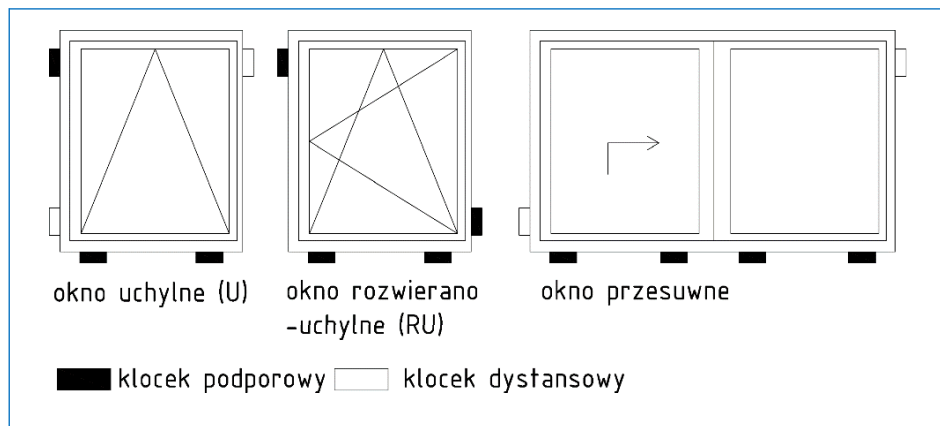 okno uchylne (U)
okno rozwierano
-uchylne (RU)
okno przesuwne
klocek podporowy
klocek dystansowy